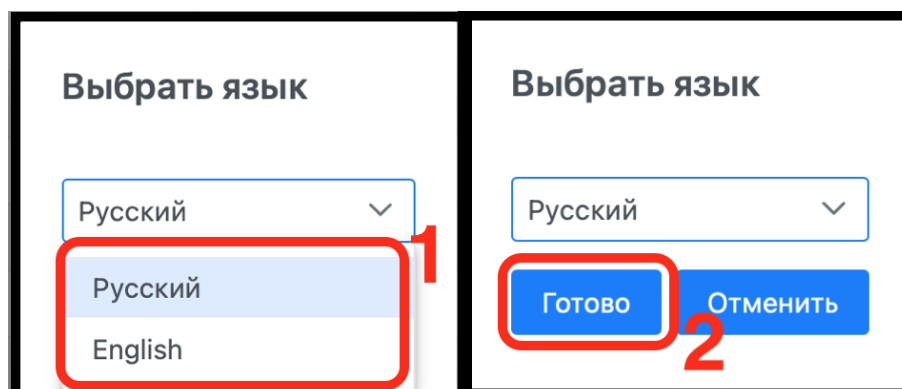 Выбрать язык
Русский
1
Русский
English
Выбрать язык
Русский
Готово
Отменить
2